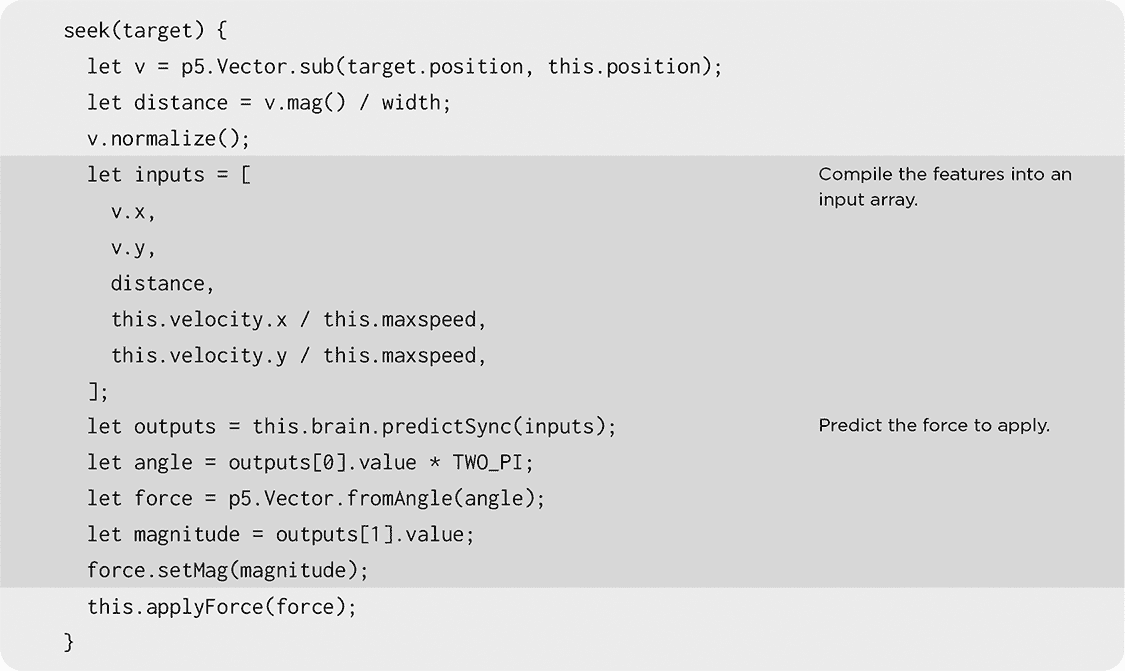 seek(target) {
let v = p5.Vector.sub(target.position, this.position);
let distance = v.mag() / width;
v.normalize();
let inputs = [
Compile the features into an
input array.
v.x,
v.y,
distance,
this.velocity.x / this.maxspeed,
this.velocity.y / this.maxspeed,
];
let outputs = this.brain.predictSync(inputs);
Predict the force to apply.
let angle = outputs[0].value * TWO_PI;
let force = p5.Vector.fromAngle(angle);
let magnitude = outputs[1].value;
force.setMag(magnitude);
this.applyForce(force);
}